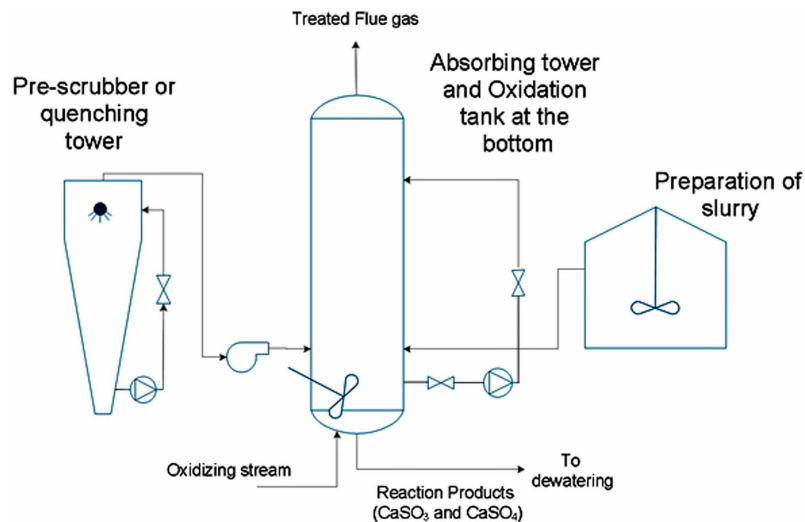 Treated Flue gas
Pre-scrubber or
quenching
tower
Absorbing tower
and Oxidation
tank at the
bottom
Preparation of
slurry
Oxidizing stream
To
dewatering
Reaction Products
(CaSO₃ and CaSO₄)